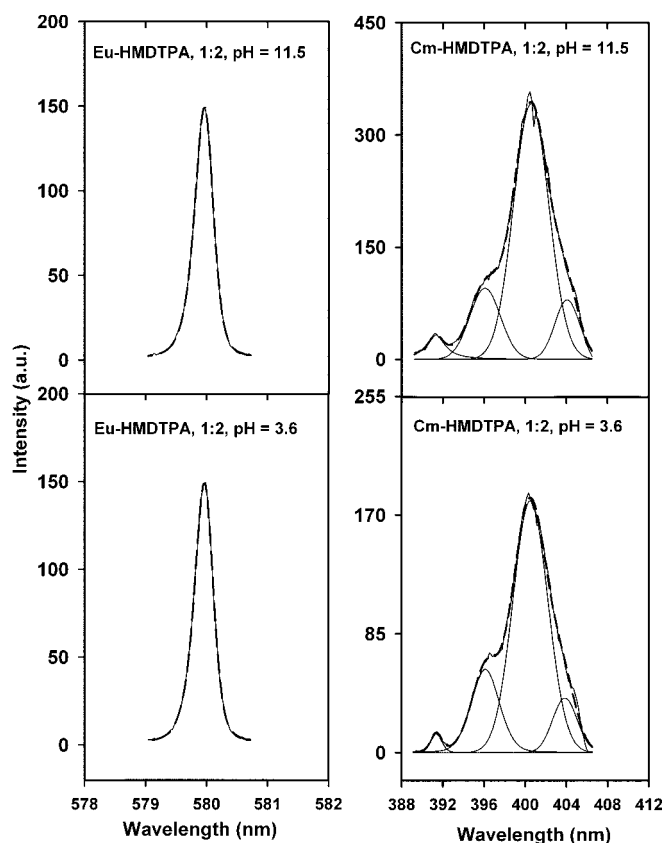 Intensity (a.u.)
Eu-HMDTPA, 1:2, pH = 11.5
200
150
100
50
0
Cm-HMDTPA, 1:2, pH = 11.5
450
300
150
0
Eu-HMDTPA, 1:2, pH = 3.6
200
150
100
50
0
578 579 580 581 582
Wavelength (nm)
Cm-HMDTPA, 1:2, pH = 3.6
255
170
85
0
388 392 396 400 404 408 412
Wavelength (nm)